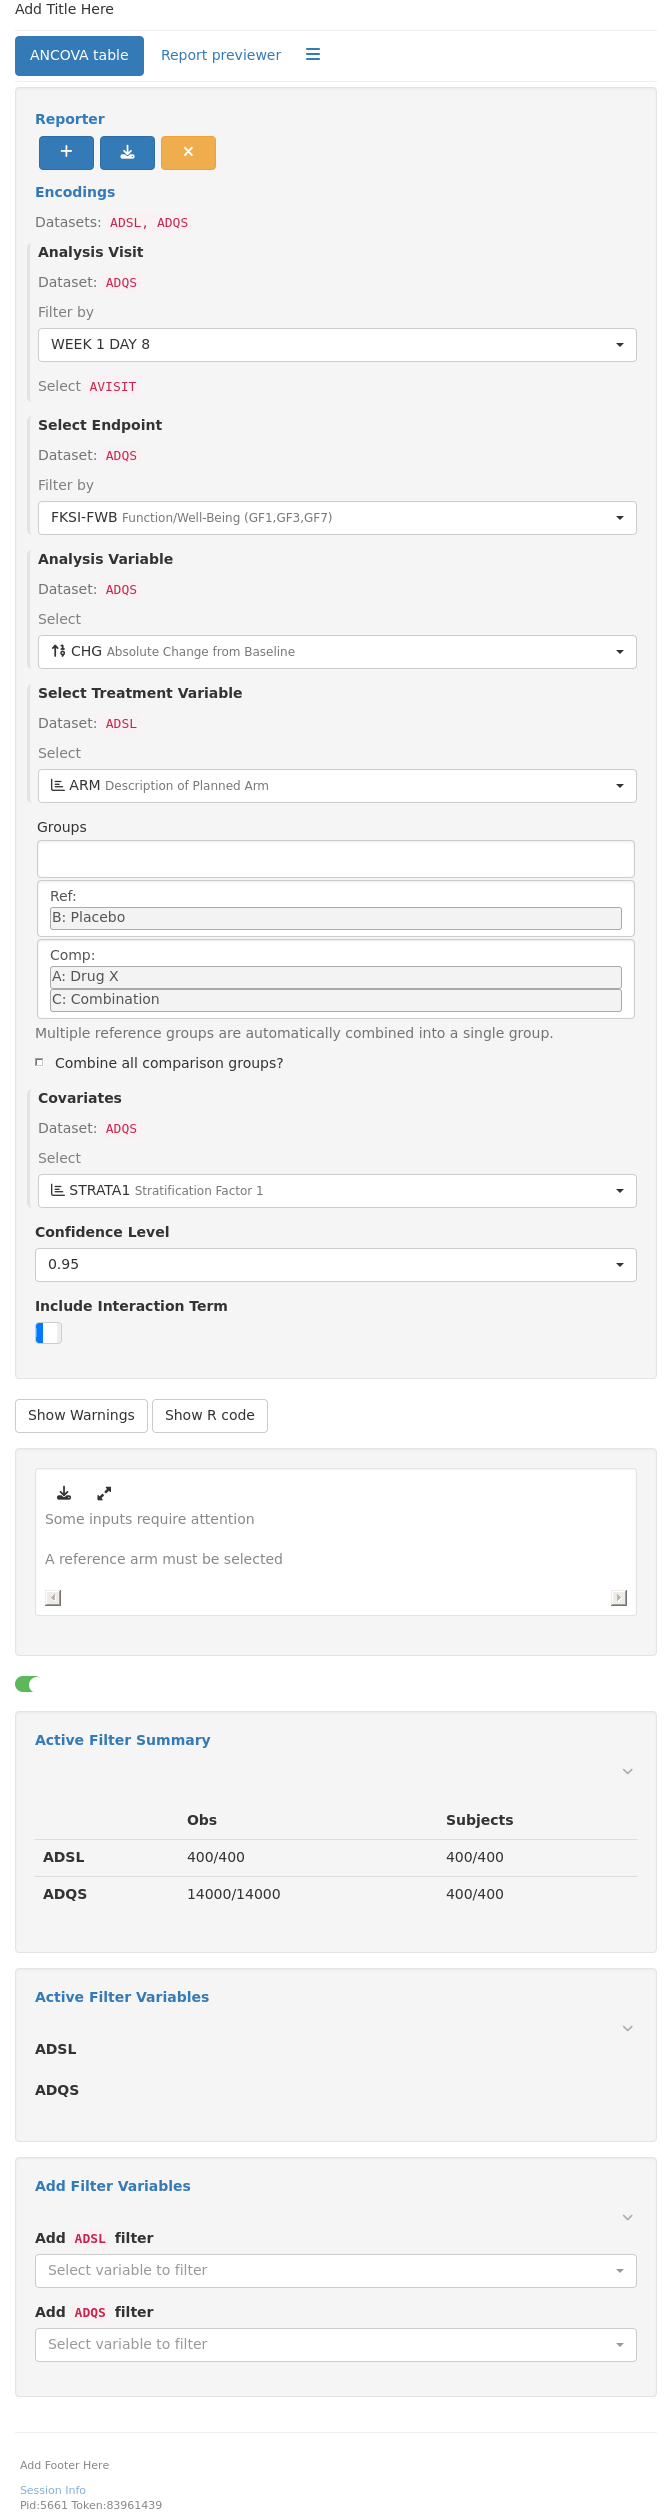 Add Title Here
ANCOVA table Report previewer
Reporter
Encodings
Datasets: ADSL, ADQS
Analysis Visit
Dataset: ADQS
Filter by
WEEK 1 DAY 8
Select AVISIT
Select Endpoint
Dataset: ADQS
Filter by
FKSI-FWB Function/Well-Being (GF1,GF3,GF7)
Analysis Variable
Dataset: ADQS
Select
CHG Absolute Change from Baseline
Select Treatment Variable
Dataset: ADSL
Select
ARM Description of Planned Arm
Groups
Ref:
B: Placebo
Comp:
A: Drug X
C: Combination
Multiple reference groups are automatically combined into a single group.
Combine all comparison groups?
Covariates
Dataset: ADQS
Select
STRATA1 Stratification Factor 1
Confidence Level
0.95
Include Interaction Term
Show Warnings Show R code
Some inputs require attention
A reference arm must be selected
Active Filter Summary
Obs Subjects
ADSL 400/400 400/400
ADQS 14000/14000 400/400
Active Filter Variables
ADSL
ADQS
Add Filter Variables
Add ADSL filter
Select variable to filter
Add ADQS filter
Select variable to filter
Add Footer Here
Session Info
Pid:5661 Token:83961439